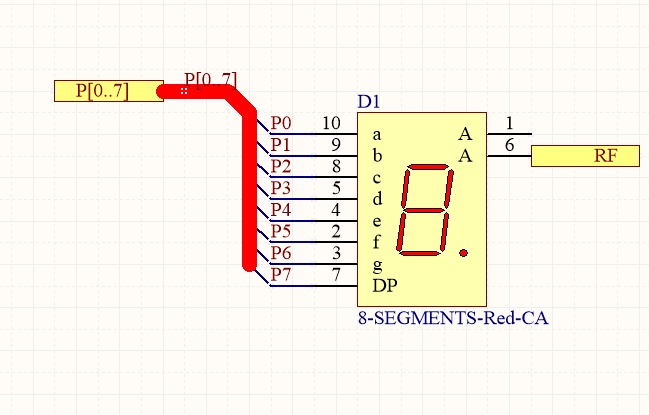 P[0..7]
P[0..7]
D1
P0 10 a A 1
P1 9 b A 6 RF
P2 8 c
P3 5 d
P4 4 e
P5 2 f
P6 3 g
P7 7 DP
8-SEGMENTS-Red-CA